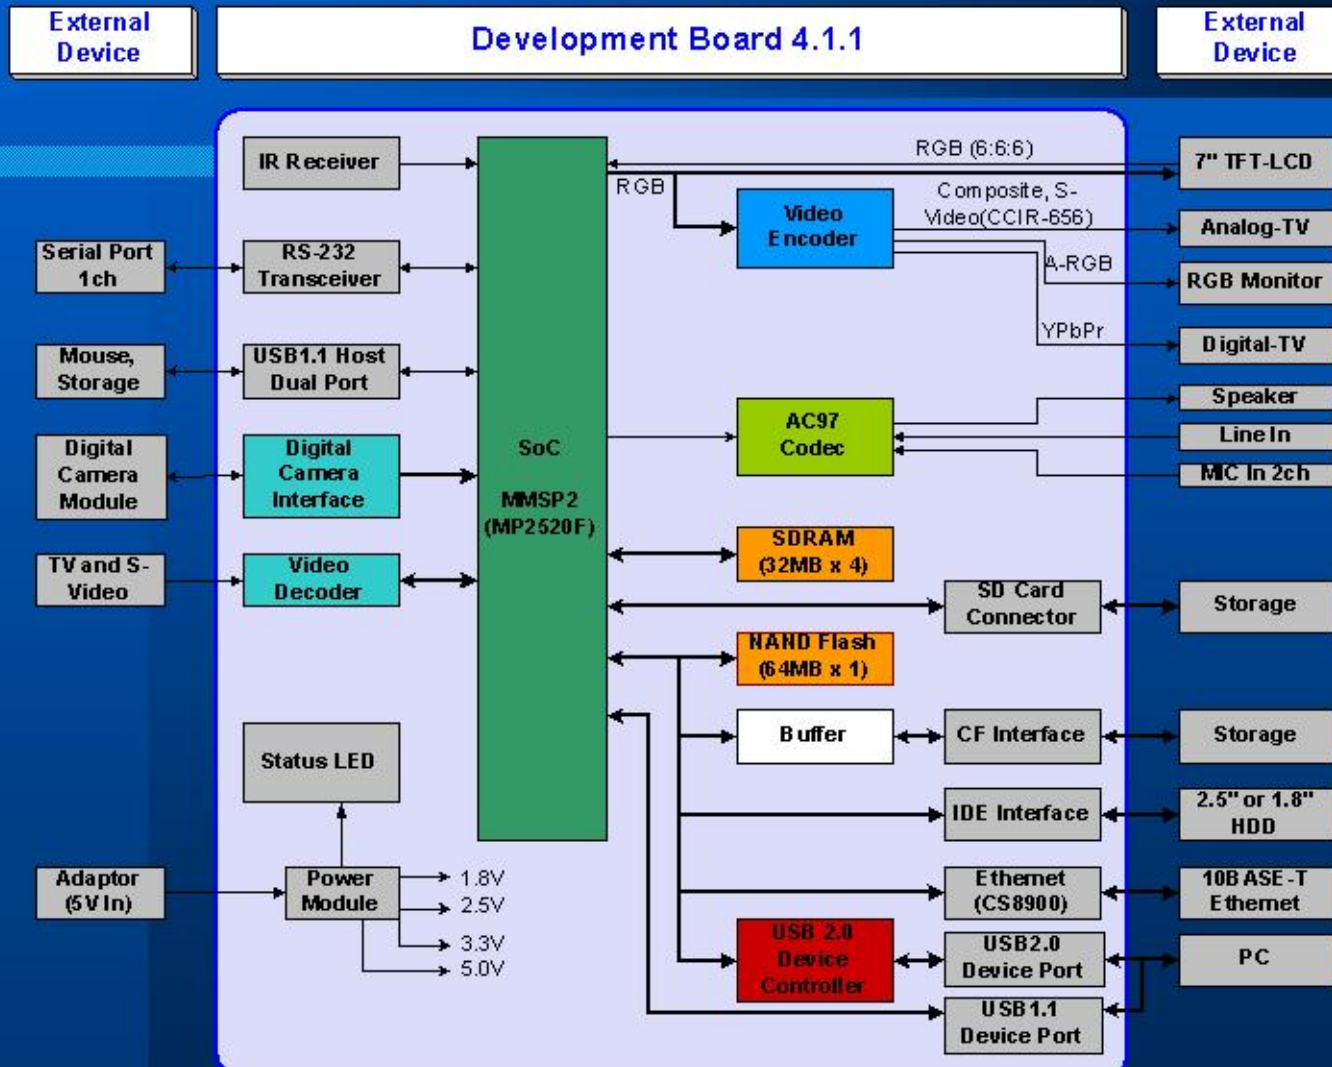 External
Device
Development Board 4.1.1
External
Device
IR Receiver
RGB (6:6:6)
7" TFT-LCD
RGB
Video
Encoder
Composite, S-
Video(CCIR-656)
Analog-TV
Serial Port
1ch
RS-232
Transceiver
A-RGB
RGB Monitor
YPbPr
Digital-TV
Mouse,
Storage
USB1.1 Host
Dual Port
Speaker
AC97
Codec
Line In
MIC In 2ch
Digital
Camera
Module
Digital
Camera
Interface
SoC
MMSP2
(MP2520F)
SDRAM
(32MB x 4)
TV and S-
Video
Video
Decoder
SD Card
Connector
Storage
NAND Flash
(64MB x 1)
Status LED
Buffer
CF Interface
Storage
IDE Interface
2.5" or 1.8"
HDD
Adaptor
(5V In)
Power
Module
1.8V
2.5V
3.3V
5.0V
Ethernet
(CS8900)
10BASE-T
Ethernet
USB 2.0
Device
Controller
USB2.0
Device Port
PC
USB1.1
Device Port